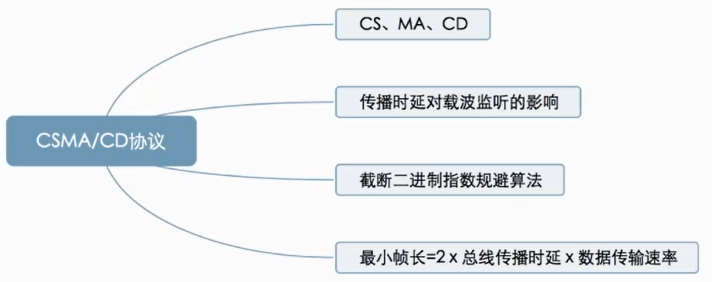 CS、MA、CD
传播时延对载波监听的影响
CSMA/CD协议
截断二进制指数规避算法
最小帧长=2 x 总线传播时延 x 数据传输速率